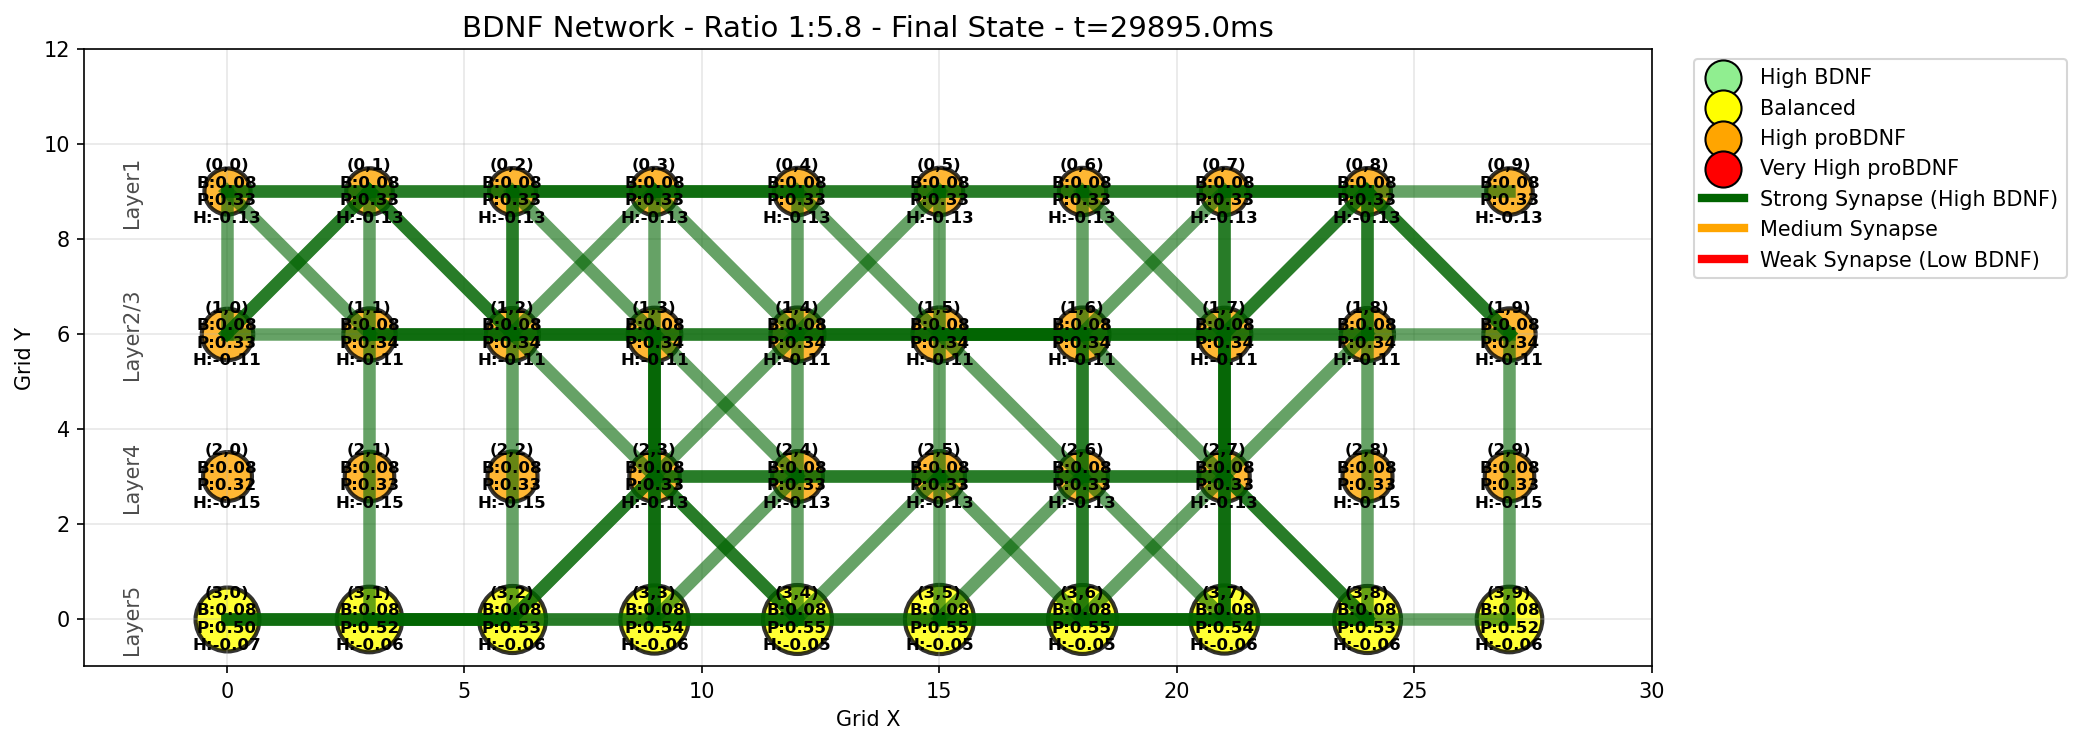 BDNF Network - Ratio 1:5.8 - Final State - t=29895.0ms
12
10
8
6
4
2
0
Grid Y
Layer1
Layer2/3
Layer4
Layer5
(0,0) (0,1) (0,2) (0,3) (0,4) (0,5) (0,6) (0,7) (0,8) (0,9)
B:0.08 B:0.08 B:0.08 B:0.08 B:0.08 B:0.08 B:0.08 B:0.08 B:0.08 B:0.08
P:0.33 P:0.33 P:0.33 P:0.33 P:0.33 P:0.33 P:0.33 P:0.33 P:0.33 P:0.33
H:-0.13 H:-0.13 H:-0.13 H:-0.13 H:-0.13 H:-0.13 H:-0.13 H:-0.13 H:-0.13 H:-0.13
(1,0) (1,1) (1,2) (1,3) (1,4) (1,5) (1,6) (1,7) (1,8) (1,9)
B:0.08 B:0.08 B:0.08 B:0.08 B:0.08 B:0.08 B:0.08 B:0.08 B:0.08 B:0.08
P:0.33 P:0.34 P:0.34 P:0.34 P:0.34 P:0.34 P:0.34 P:0.34 P:0.34 P:0.34
H:-0.11 H:-0.11 H:-0.11 H:-0.11 H:-0.11 H:-0.11 H:-0.11 H:-0.11 H:-0.11 H:-0.11
(2,0) (2,1) (2,2) (2,3) (2,4) (2,5) (2,6) (2,7) (2,8) (2,9)
B:0.08 B:0.08 B:0.08 B:0.08 B:0.08 B:0.08 B:0.08 B:0.08 B:0.08 B:0.08
P:0.32 P:0.33 P:0.33 P:0.33 P:0.33 P:0.33 P:0.33 P:0.33 P:0.33 P:0.33
H:-0.15 H:-0.15 H:-0.15 H:-0.13 H:-0.13 H:-0.13 H:-0.13 H:-0.13 H:-0.15 H:-0.15
(3,0) (3,1) (3,2) (3,3) (3,4) (3,5) (3,6) (3,7) (3,8) (3,9)
B:0.08 B:0.08 B:0.08 B:0.08 B:0.08 B:0.08 B:0.08 B:0.08 B:0.08 B:0.08
P:0.50 P:0.52 P:0.53 P:0.54 P:0.55 P:0.55 P:0.55 P:0.54 P:0.53 P:0.52
H:-0.07 H:-0.06 H:-0.06 H:-0.06 H:-0.05 H:-0.05 H:-0.05 H:-0.06 H:-0.06 H:-0.06
0 5 10 15 20 25 30
Grid X
High BDNF
Balanced
High proBDNF
Very High proBDNF
Strong Synapse (High BDNF)
Medium Synapse
Weak Synapse (Low BDNF)